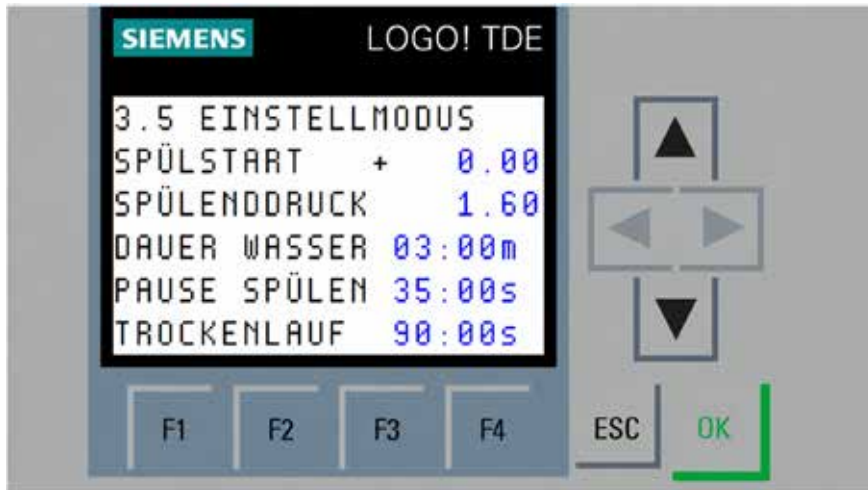 SIEMENS LOGO! TDE
3.5 EINSTELLMODUS
SPÜLSTART + 0.00
SPÜLENDDRUCK 1.60
DAUER WASSER 03:00m
PAUSE SPÜLEN 35:00s
TROCKENLAUF 90:00s
F1 F2 F3 F4 ESC OK